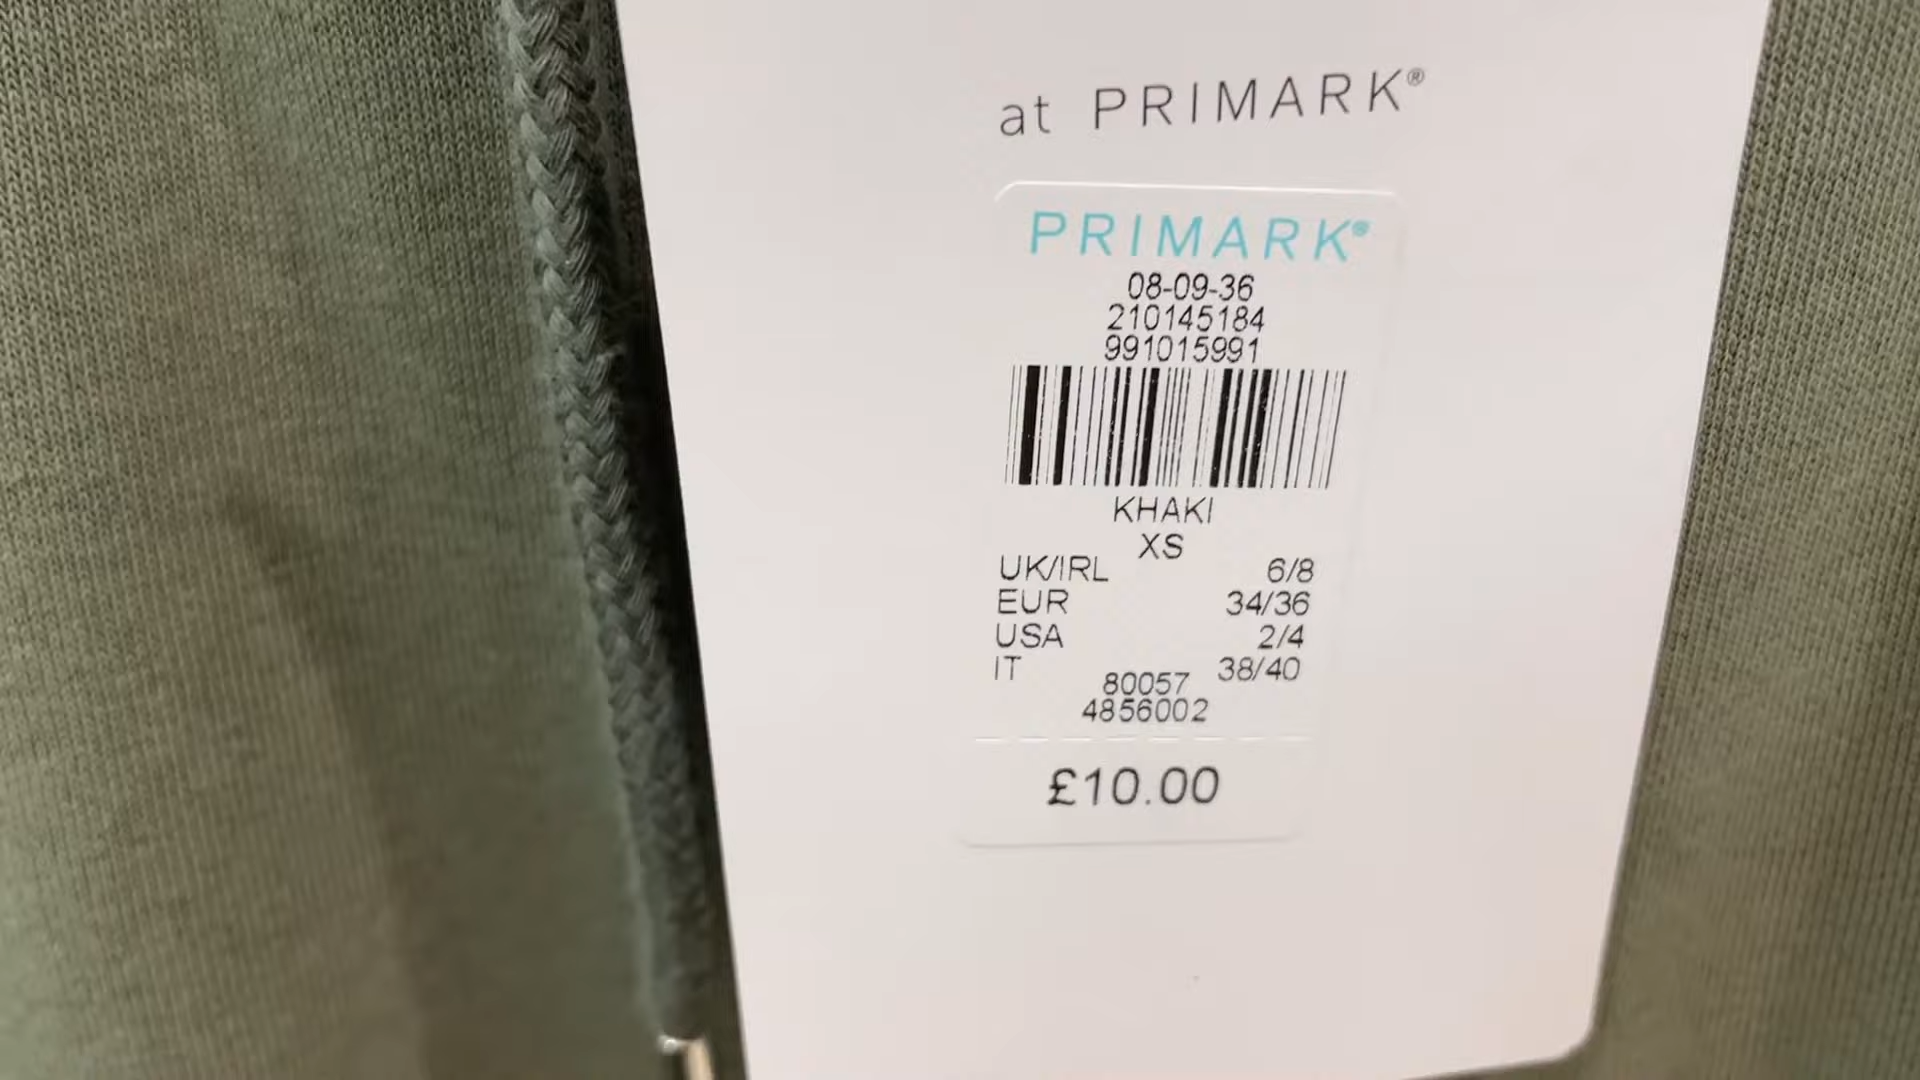 at PRIMARK®
PRIMARK®
08-09-36
210145184
991015991
KHAKI
XS
UK/IRL 6/8
EUR 34/36
USA 2/4
IT 38/40
80057
4856002
£10.00